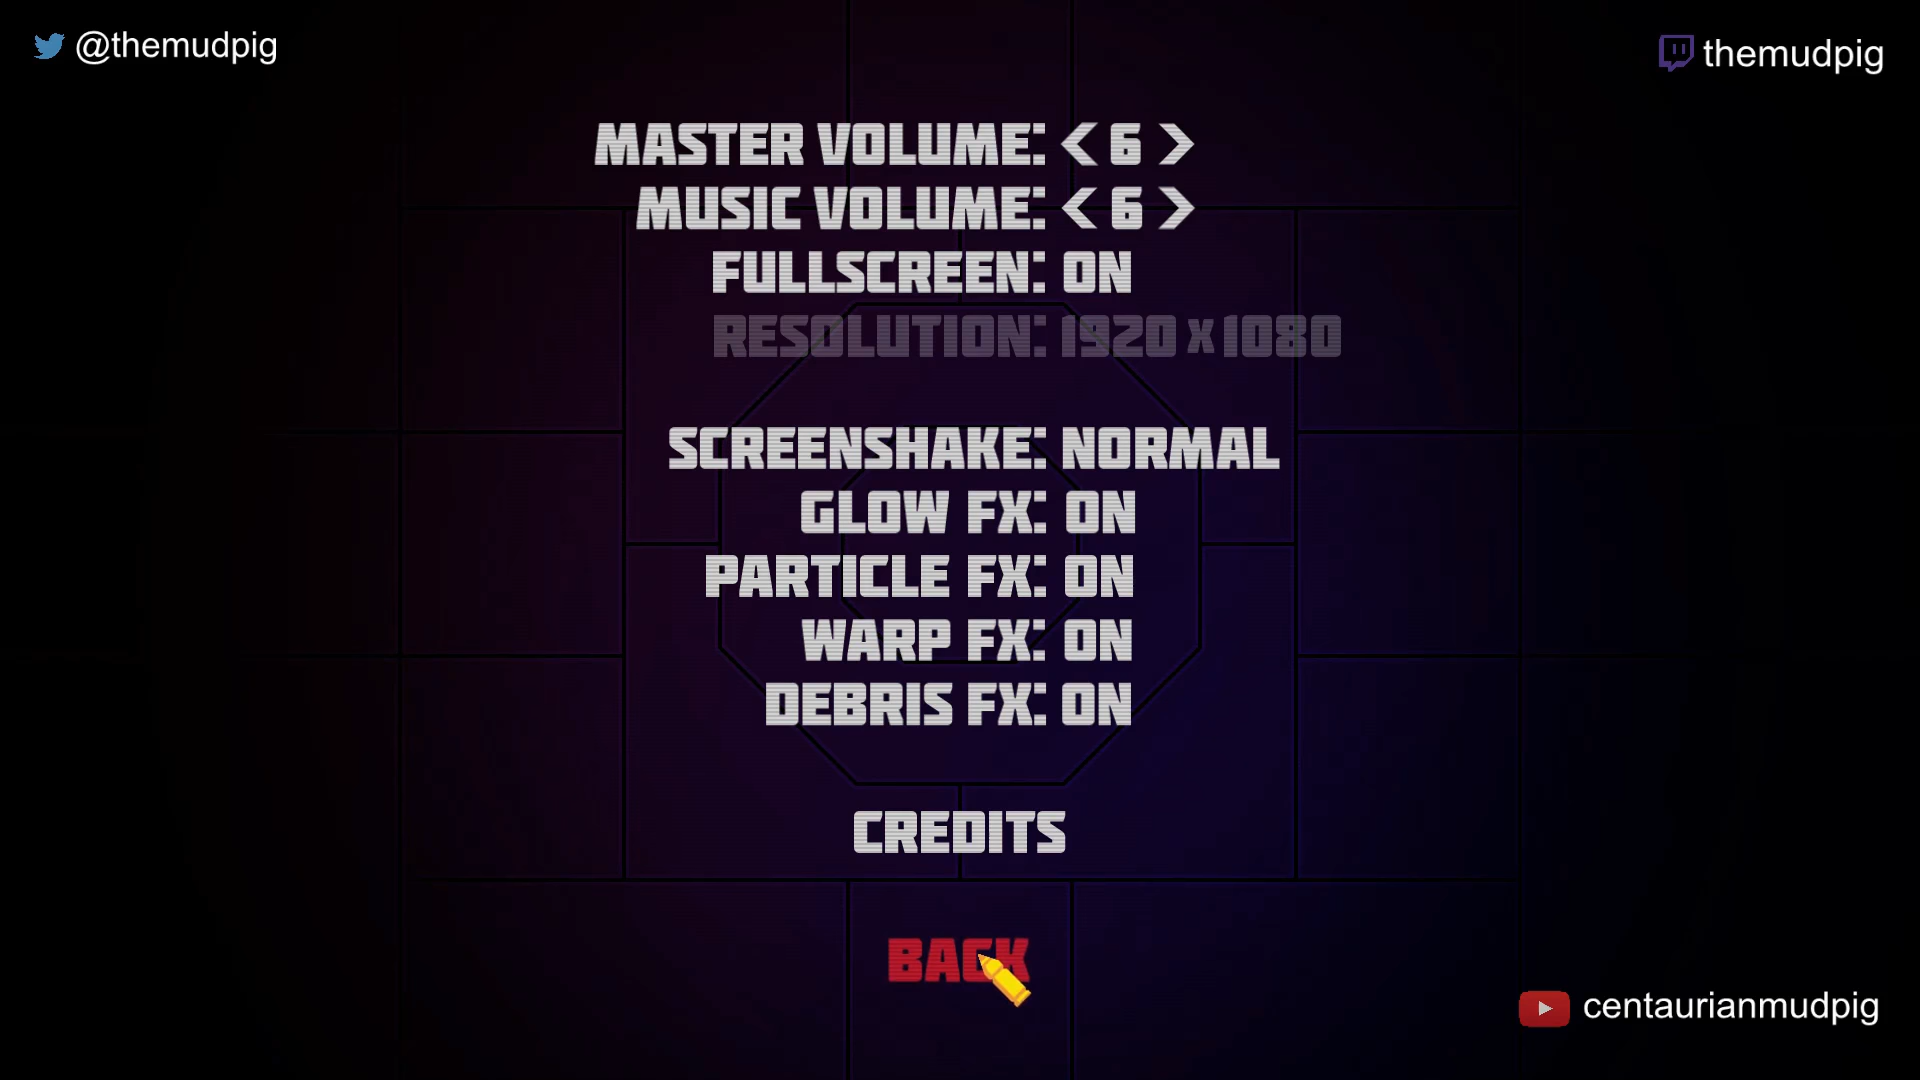 @themudpig
themudpig
MASTER VOLUME: < 6 >
MUSIC VOLUME: < 6 >
FULLSCREEN: ON
RESOLUTION: 1920 X 1080
SCREENSHAKE: NORMAL
GLOW FX: ON
PARTICLE FX: ON
WARP FX: ON
DEBRIS FX: ON
CREDITS
BACK
centaurianmudpig